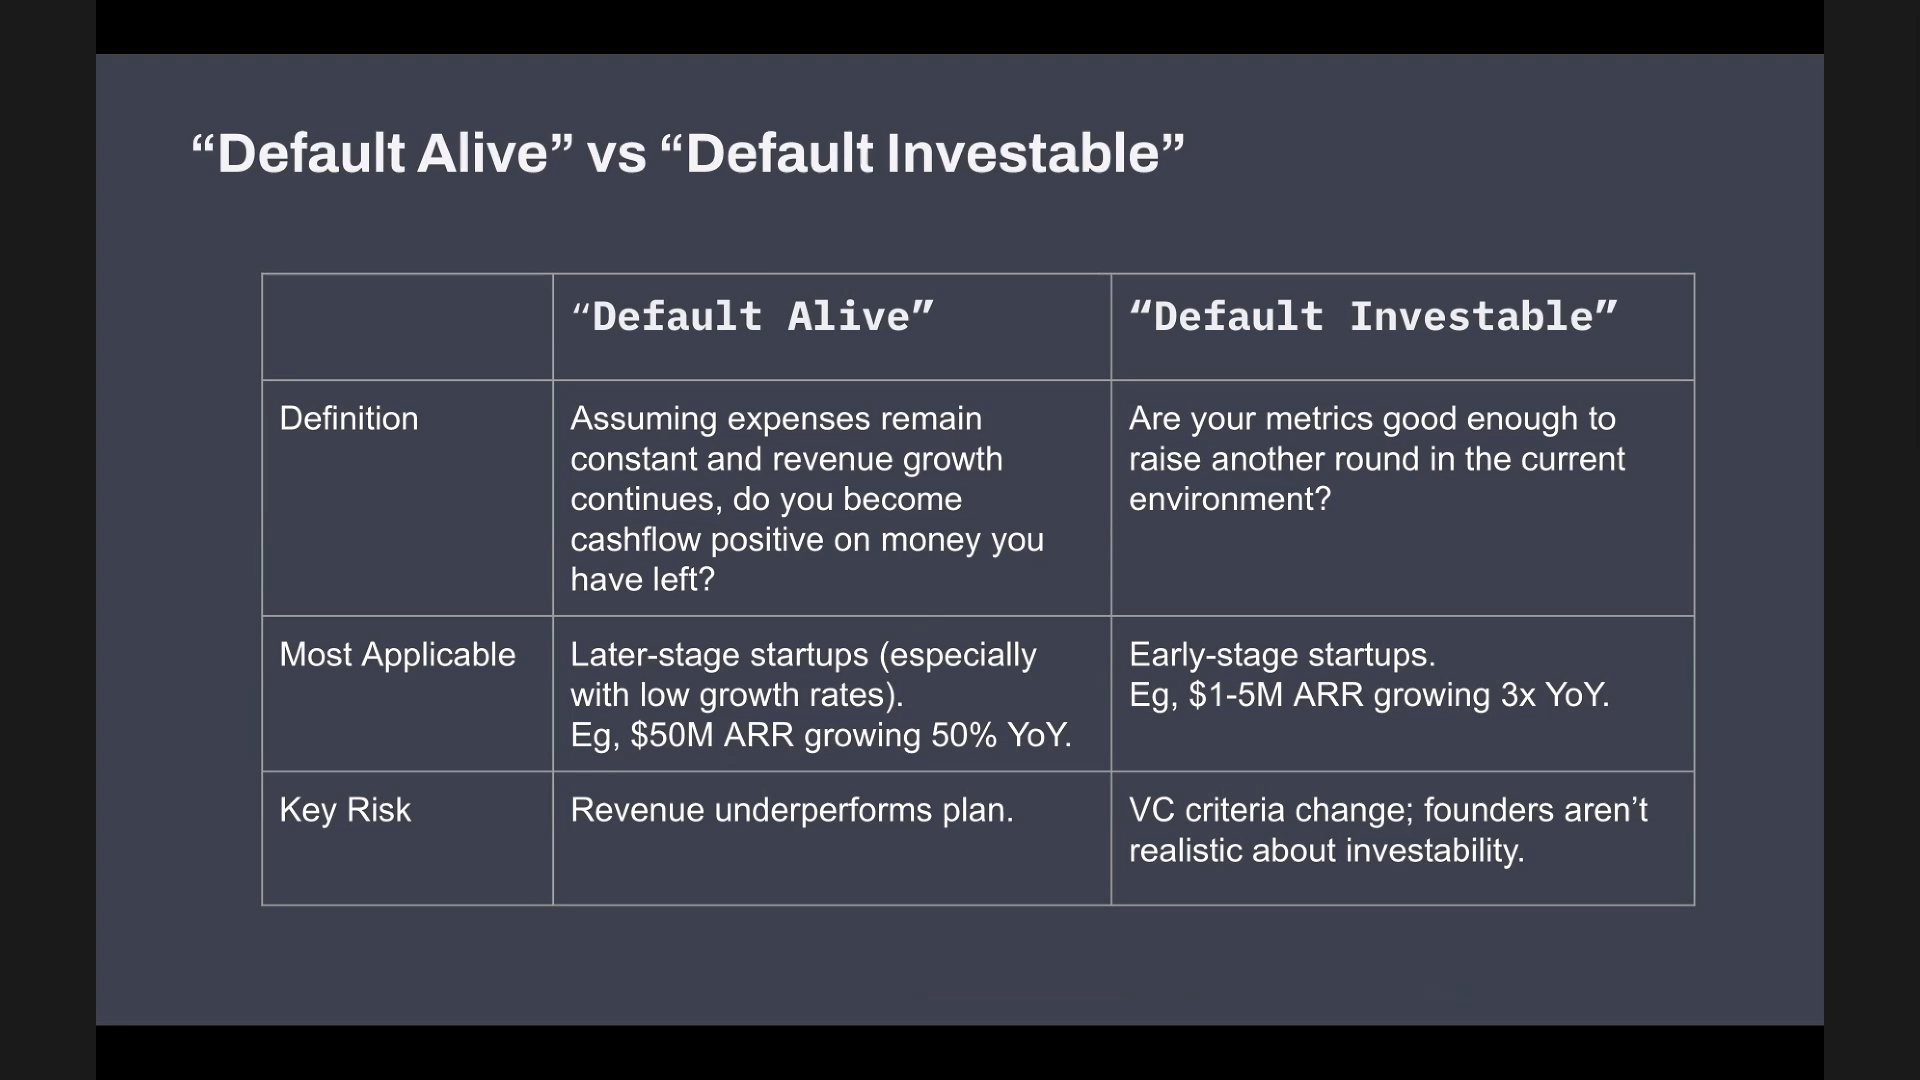 “Default Alive” vs “Default Investable”
“Default Alive”
“Default Investable”
Definition
Assuming expenses remain
constant and revenue growth
continues, do you become
cashflow positive on money you
have left?
Are your metrics good enough to
raise another round in the current
environment?
Most Applicable
Later-stage startups (especially
with low growth rates).
Eg, $50M ARR growing 50% YoY.
Early-stage startups.
Eg, $1-5M ARR growing 3x YoY.
Key Risk
Revenue underperforms plan.
VC criteria change; founders aren’t
realistic about investability.